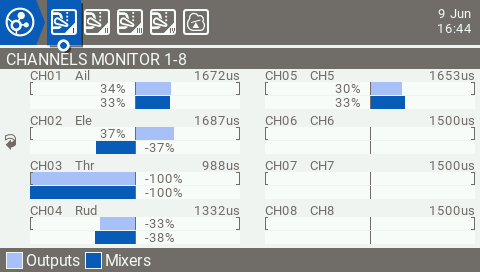 9 Jun
16:44
CHANNELS MONITOR 1-8
CH01 Ail 1672us
34%
33%
CH02 Ele 1687us
37%
-37%
CH03 Thr 988us
-100%
-100%
CH04 Rud 1332us
-33%
-38%
CH05 CH5 1653us
30%
33%
CH06 CH6 1500us
CH07 CH7 1500us
CH08 CH8 1500us
Outputs Mixers